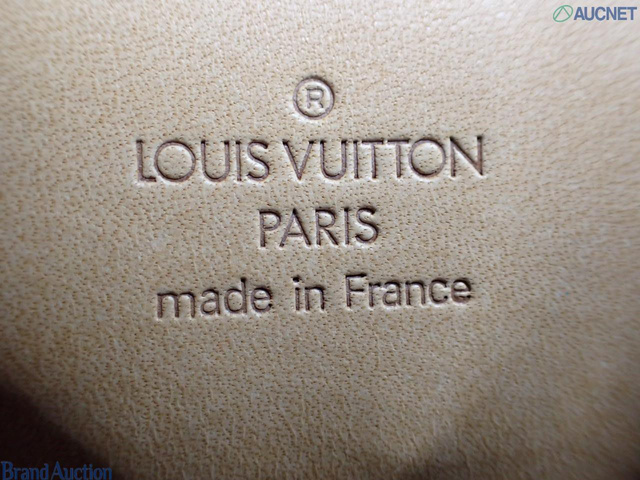 AUCNET
®
LOUIS VUITTON
PARIS
made in France
Brand Auction